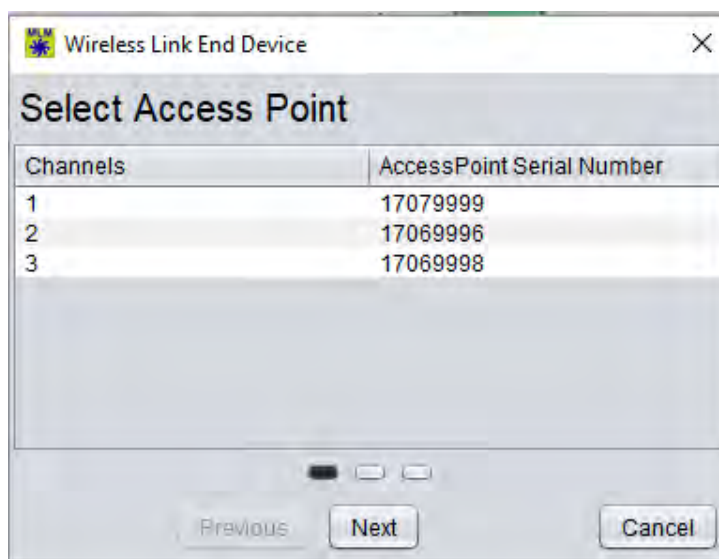 MLM
Wireless Link End Device
Select Access Point
Channels AccessPoint Serial Number
1 17079999
2 17069996
3 17069998
Previous Next Cancel